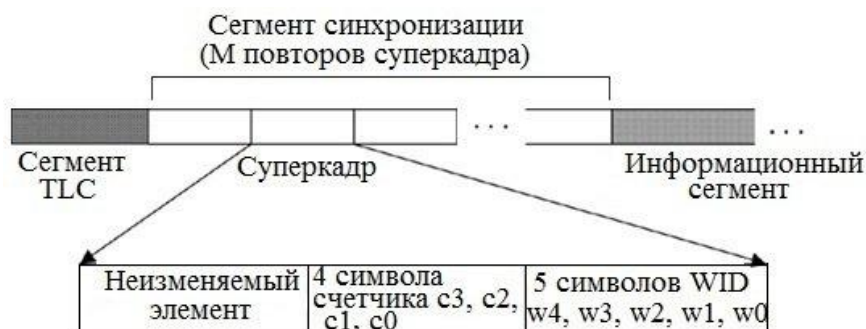 Сегмент синхронизации
(М повторов суперкадра)
. . .
. . .
Сегмент
TLC
Суперкадр
Информационный
сегмент
Неизменяемый
элемент
4 символа
счетчика c3, c2,
c1, c0
5 символов WID
w4, w3, w2, w1, w0